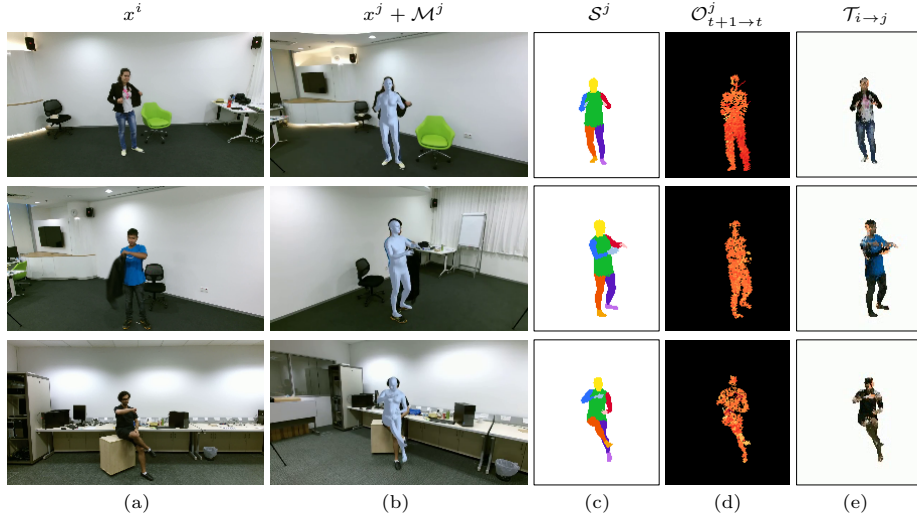 x^i x^j + M^j S^j O^j_{t+1→t} T_{i→j}
(a) (b) (c) (d) (e)